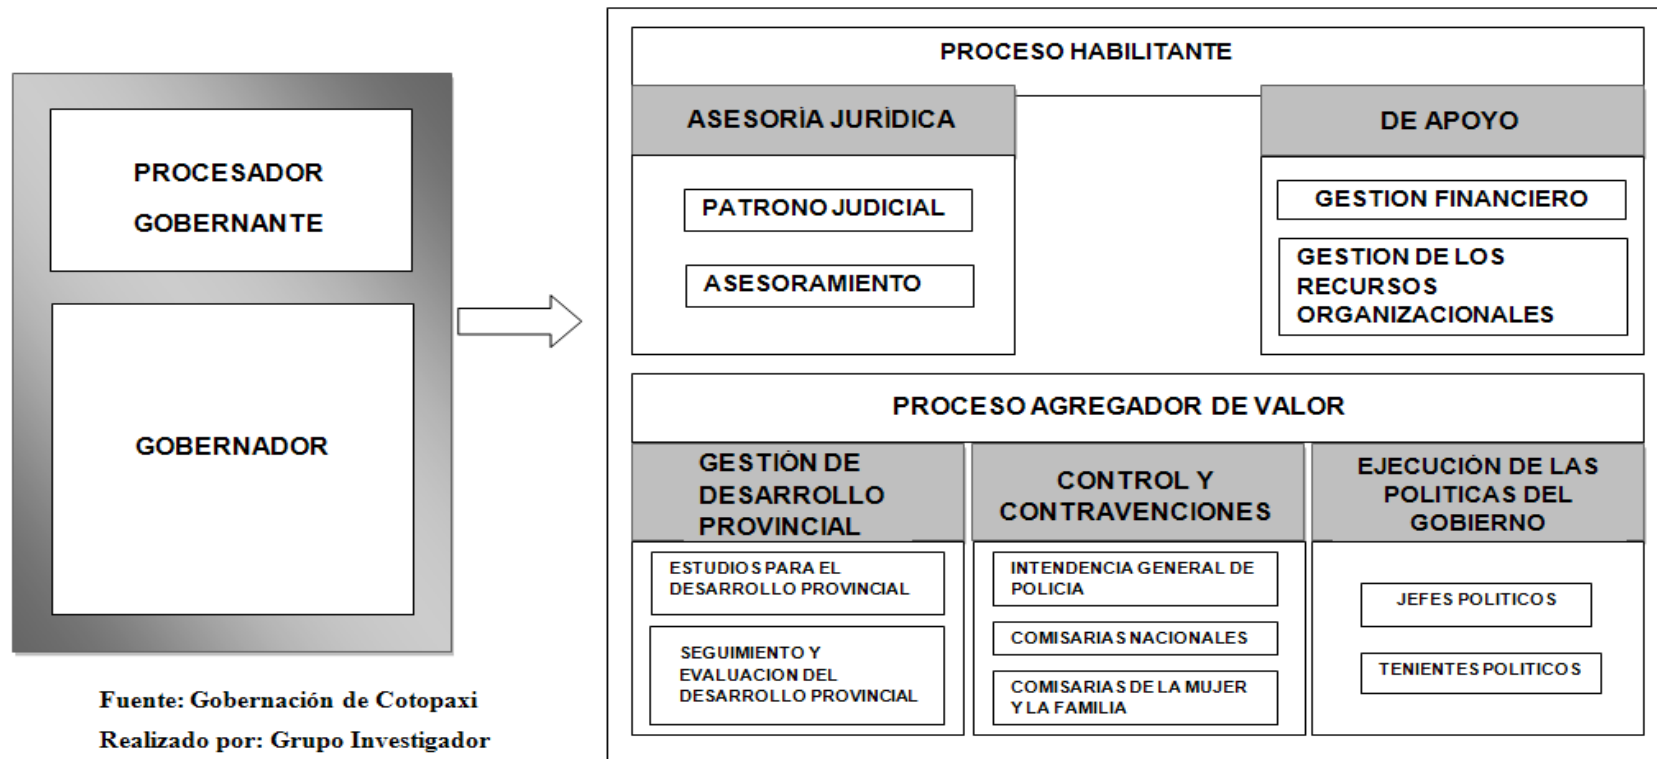 PROCESADOR
GOBERNANTE
GOBERNADOR
Fuente: Gobernación de Cotopaxi
Realizado por: Grupo Investigador
PROCESO HABILITANTE
ASESORÍA JURÍDICA
PATRONO JUDICIAL
ASESORAMIENTO
DE APOYO
GESTION FINANCIERO
GESTION DE LOS
RECURSOS
ORGANIZACIONALES
PROCESO AGREGADOR DE VALOR
GESTIÓN DE
DESARROLLO
PROVINCIAL
ESTUDIOS PARA EL
DESARROLLO PROVINCIAL
SEGUIMIENTO Y
EVALUACION DEL
DESARROLLO PROVINCIAL
CONTROL Y
CONTRAVENCIONES
INTENDENCIA GENERAL DE
POLICIA
COMISARIAS NACIONALES
COMISARIAS DE LA MUJER
Y LA FAMILIA
EJECUCIÓN DE LAS
POLITICAS DEL
GOBIERNO
JEFES POLITICOS
TENIENTES POLITICOS